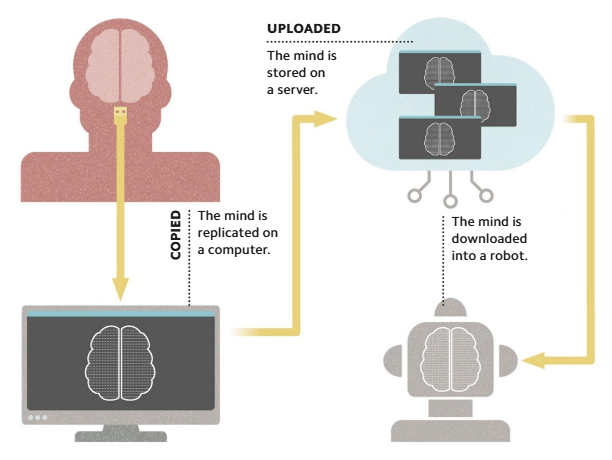 UPLOADED
The mind is
stored on
a server.
COPIED
The mind is
replicated on
a computer.
The mind is
downloaded
into a robot.